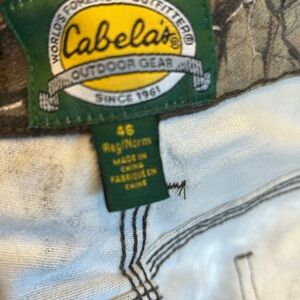 WORLD'S FOREMOST OUTFITTER®
Cabela's®
OUTDOOR GEAR
SINCE 1961
46
Reg/Norm
MADE IN
CHINA
FABRIQUÉ EN
CHINE